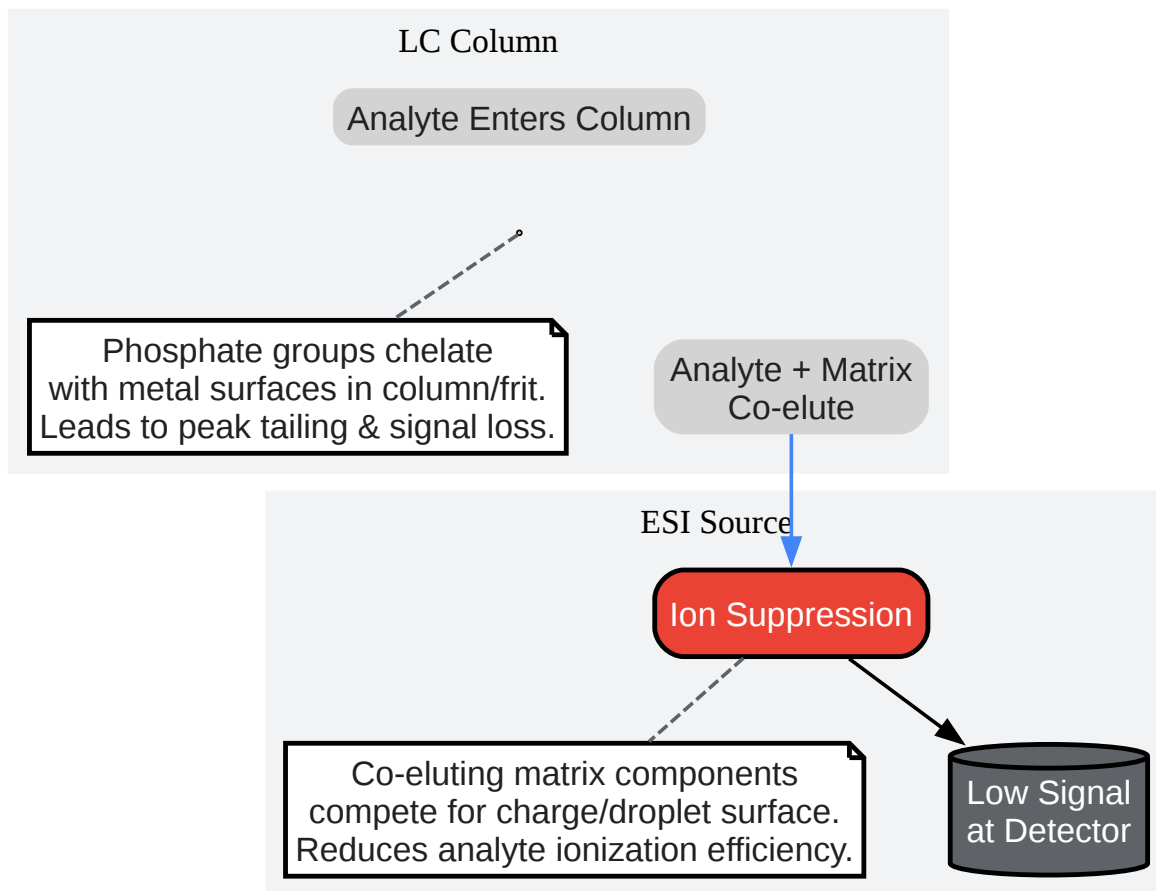 LC Column
Analyte Enters Column
Phosphate groups chelate
with metal surfaces in column/frit.
Leads to peak tailing & signal loss.
Analyte + Matrix
Co-elute
ESI Source
Ion Suppression
Co-eluting matrix components
compete for charge/droplet surface.
Reduces analyte ionization efficiency.
Low Signal
at Detector